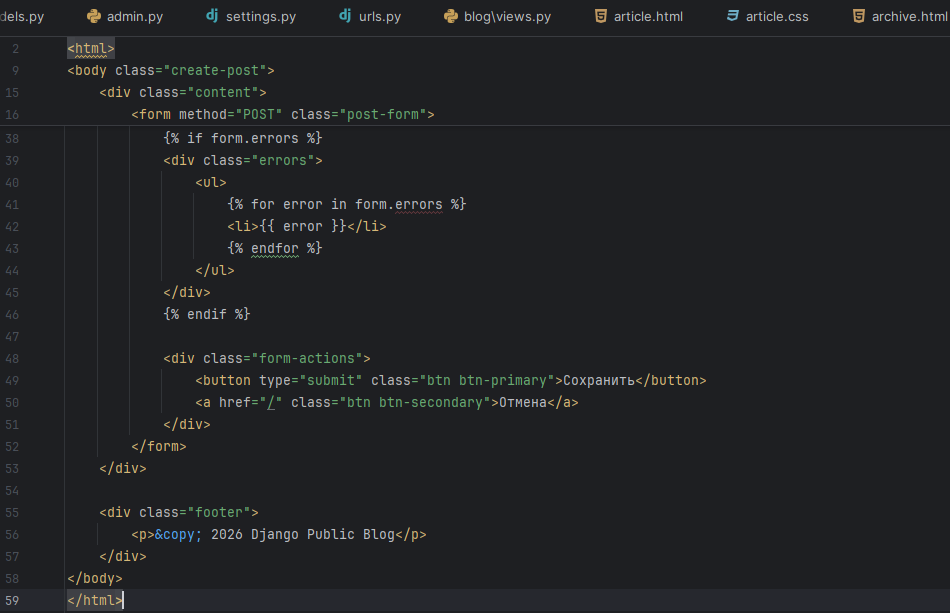 dels.py admin.py settings.py urls.py blog\views.py article.html article.css archive.html
2 <html>
9 <body class="create-post">
15 <div class="content">
16 <form method="POST" class="post-form">
38 {% if form.errors %}
39 <div class="errors">
40 <ul>
41 {% for error in form.errors %}
42 <li>{{ error }}</li>
43 {% endfor %}
44 </ul>
45 </div>
46 {% endif %}
47
48 <div class="form-actions">
49 <button type="submit" class="btn btn-primary">Сохранить</button>
50 <a href="/" class="btn btn-secondary">Отмена</a>
51 </div>
52 </form>
53 </div>
54
55 <div class="footer">
56 <p>&copy; 2026 Django Public Blog</p>
57 </div>
58 </body>
59 </html>